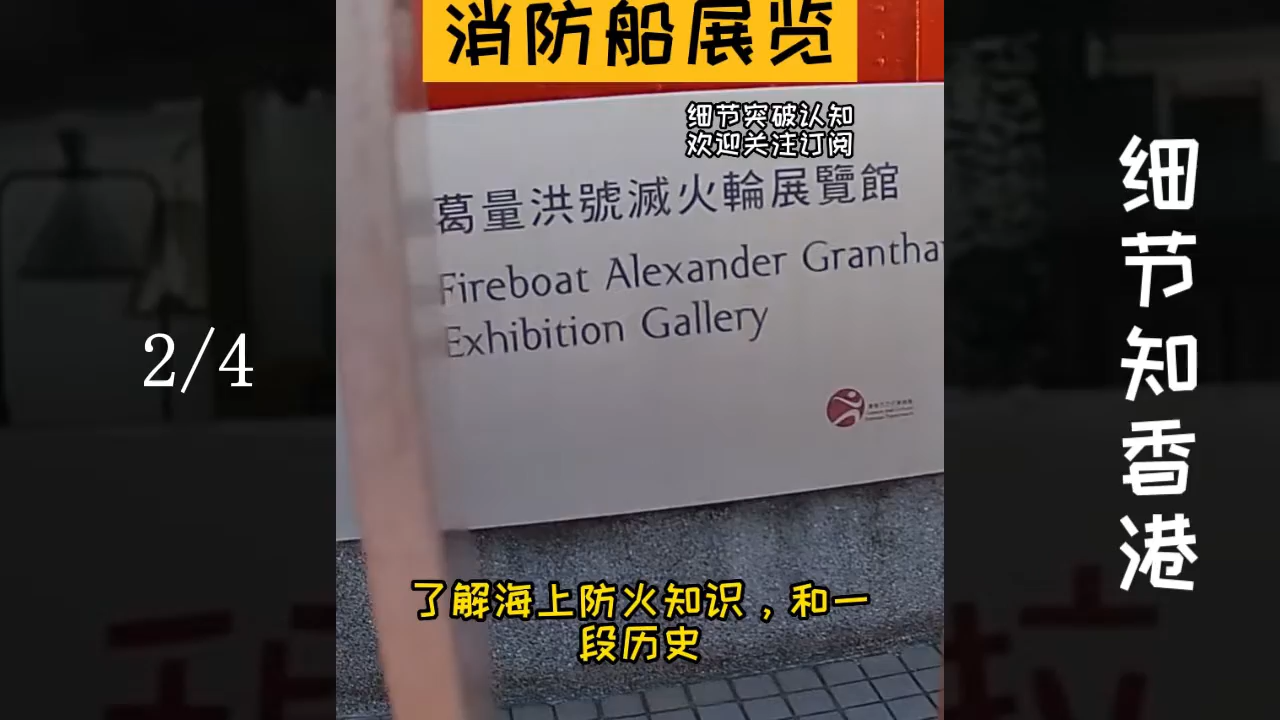 消防船展览
细节突破认知
欢迎关注订阅
葛量洪號滅火輪展覽館
Fireboat Alexander Grantha
Exhibition Gallery
2/4
细节知香港
了解海上防火知识，和一
段历史